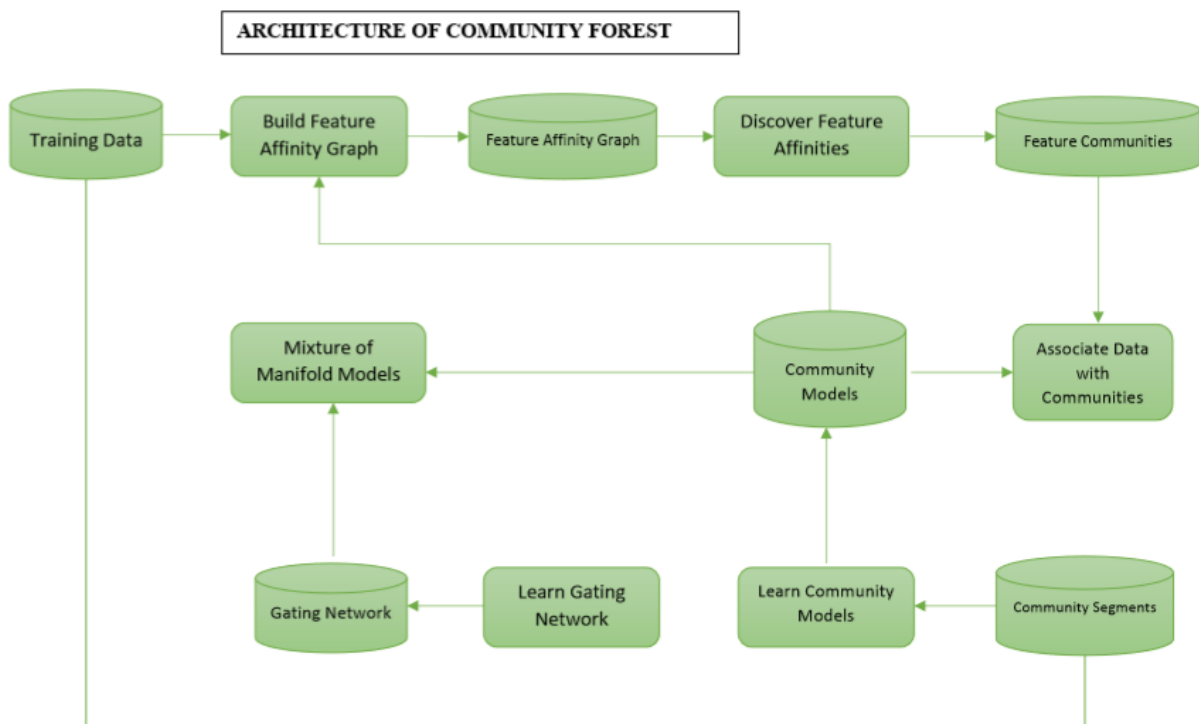 ARCHITECTURE OF COMMUNITY FOREST
Training Data
Build Feature
Affinity Graph
Feature Affinity Graph
Discover Feature
Affinities
Feature Communities
Mixture of
Manifold Models
Community
Models
Associate Data
with
Communities
Gating Network
Learn Gating
Network
Learn Community
Models
Community Segments